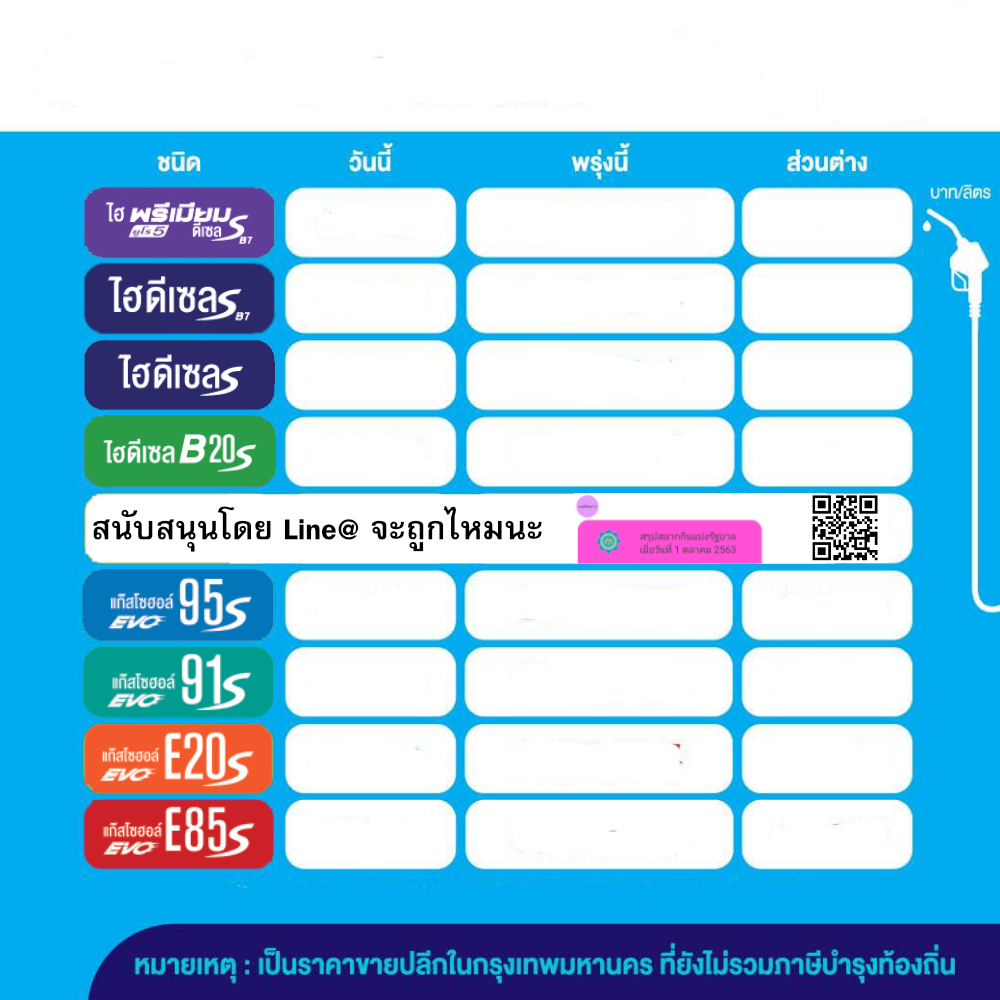 ชนิด วันนี้ พรุ่งนี้ ส่วนต่าง
บาท/ลิตร
ไฮ พรีเมียม
ยูโร 5 ดีเซล S B7
ไฮดีเซล S B7
ไฮดีเซล S
ไฮดีเซล B20 S
สนับสนุนโดย Line@ จะถูกไหมนะ
สรุปสลากกินแบ่งรัฐบาล
เมื่อวันที่ 1 ตุลาคม 2563
แก๊สโซฮอล์ EVO 95 S
แก๊สโซฮอล์ EVO 91 S
แก๊สโซฮอล์ EVO E20 S
แก๊สโซฮอล์ EVO E85 S
หมายเหตุ : เป็นราคาขายปลีกในกรุงเทพมหานคร ที่ยังไม่รวมภาษีบำรุงท้องถิ่น